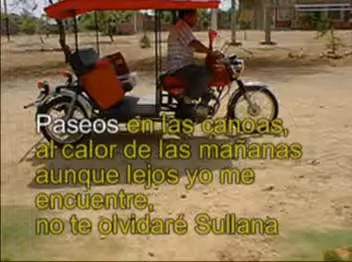 Paseos en las canoas,
al calor de las mañanas
aunque lejos yo me
encuentre,
no te olvidaré Sullana